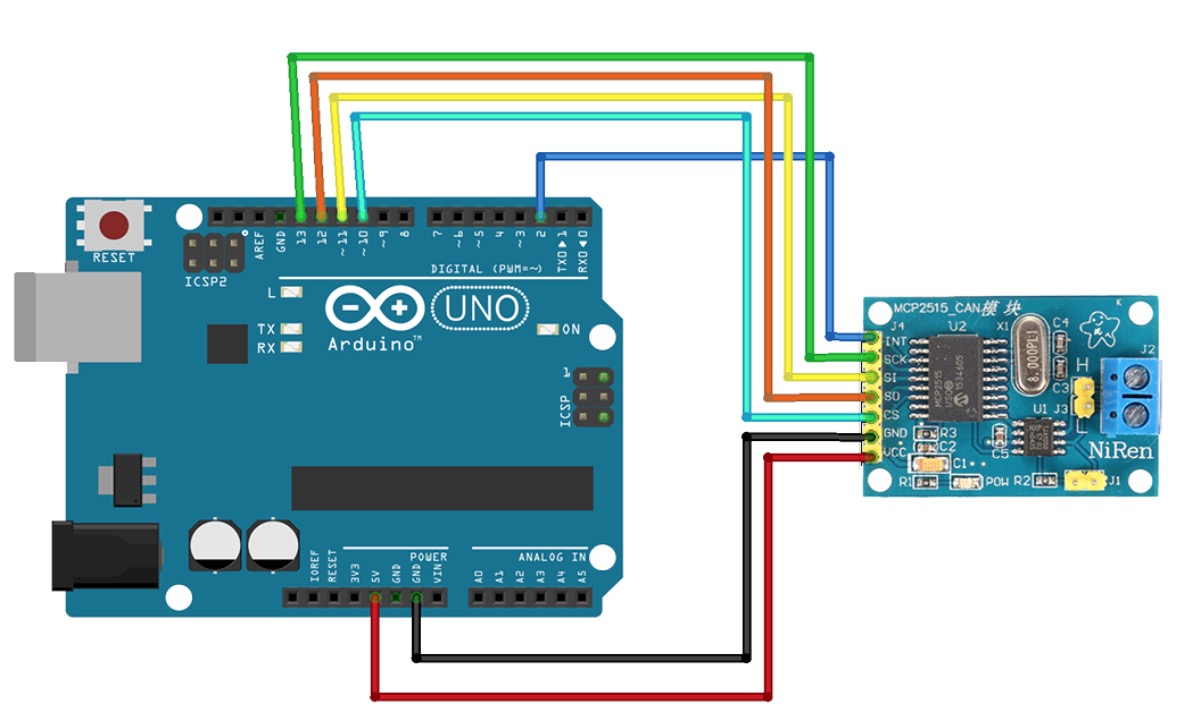 RESET
ICSP2
AREF
GND
13
12
~11
~10
~9
8
7
~6
~5
4
~3
2
TX0▶1
RX0◀0
DIGITAL (PWM=~)
L
TX
RX
UNO
Arduino™
ON
1
ICSP
IOREF
RESET
3V3
5V
GND
GND
VIN
POWER
ANALOG IN
A0
A1
A2
A3
A4
A5
MCP2515_CAN模块
K
J4
U2
X1
C4
INT
SCK
SI
SO
CS
GND
VCC
MCP2515
1534605
8.000PL1
C3
H
J3
L
J2
U1
R3
C2
C1
C5
R1
POW
R2
J1
NiRen